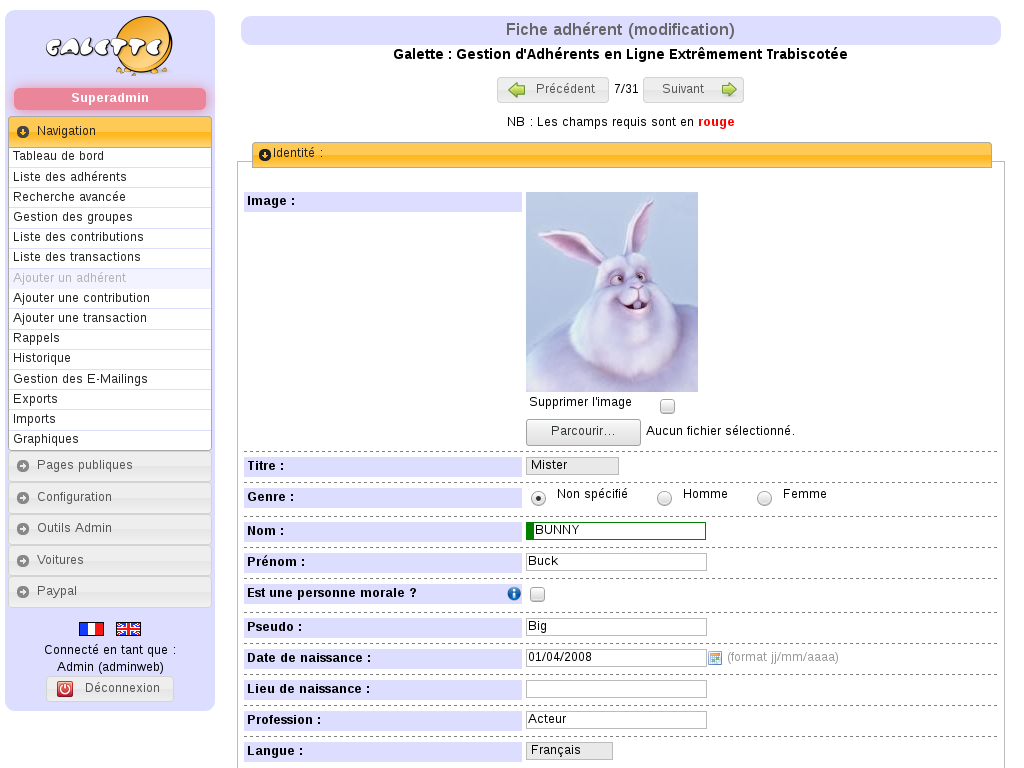 GALETTE
Superadmin
Navigation
Tableau de bord
Liste des adhérents
Recherche avancée
Gestion des groupes
Liste des contributions
Liste des transactions
Ajouter un adhérent
Ajouter une contribution
Ajouter une transaction
Rappels
Historique
Gestion des E-Mailings
Exports
Imports
Graphiques
Pages publiques
Configuration
Outils Admin
Voitures
Paypal
Connecté en tant que :
Admin (adminweb)
Déconnexion
Fiche adhérent (modification)
Galette : Gestion d'Adhérents en Ligne Extrêmement Trabiscotée
Précédent 7/31 Suivant
NB : Les champs requis sont en rouge
Identité :
Image :
Supprimer l'image
Parcourir... Aucun fichier sélectionné.
Titre : Mister
Genre : Non spécifié Homme Femme
Nom : BUNNY
Prénom : Buck
Est une personne morale ?
Pseudo : Big
Date de naissance : 01/04/2008 (format jj/mm/aaaa)
Lieu de naissance :
Profession : Acteur
Langue : Français